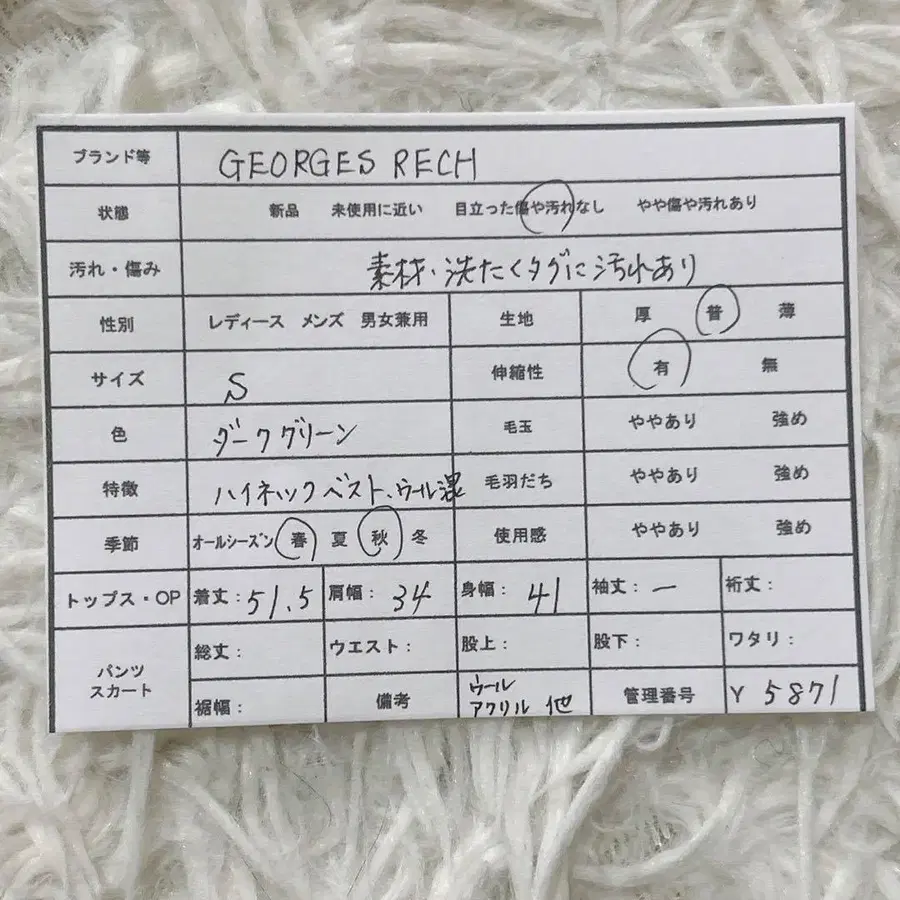 ブランド等 GEORGES RECH
状態 新品 未使用に近い 目立った傷や汚れなし やや傷や汚れあり
汚れ・傷み 素材、洗たくタグに汚れあり
性別 レディース メンズ 男女兼用 生地 厚 普 薄
サイズ S 伸縮性 有 無
色 ダークグリーン 毛玉 ややあり 強め
特徴 ハイネックベスト、ウール混 毛羽だち ややあり 強め
季節 オールシーズン 春 夏 秋 冬 使用感 ややあり 強め
トップス・OP 着丈：51.5 肩幅：34 身幅：41 袖丈：ー 裄丈：
パンツ スカート 総丈： ウエスト： 股上： 股下： ワタリ：
裾幅： 備考 ウール アクリル 他 管理番号 Y 5871